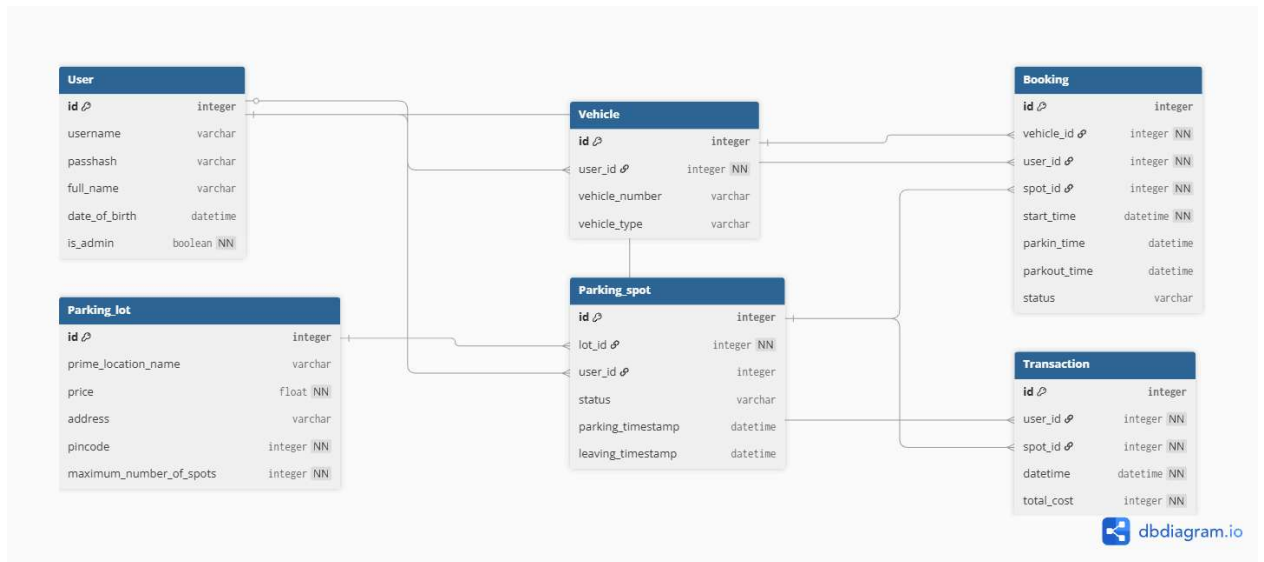 User
id integer
username varchar
passhash varchar
full_name varchar
date_of_birth datetime
is_admin boolean NN
Parking_lot
id integer
prime_location_name varchar
price float NN
address varchar
pincode integer NN
maximum_number_of_spots integer NN
Vehicle
id integer
user_id integer NN
vehicle_number varchar
vehicle_type varchar
Parking_spot
id integer
lot_id integer NN
user_id integer
status varchar
parking_timestamp datetime
leaving_timestamp datetime
Booking
id integer
vehicle_id integer NN
user_id integer NN
spot_id integer NN
start_time datetime NN
parkin_time datetime
parkout_time datetime
status varchar
Transaction
id integer
user_id integer NN
spot_id integer NN
datetime datetime NN
total_cost integer NN
dbdiagram.io